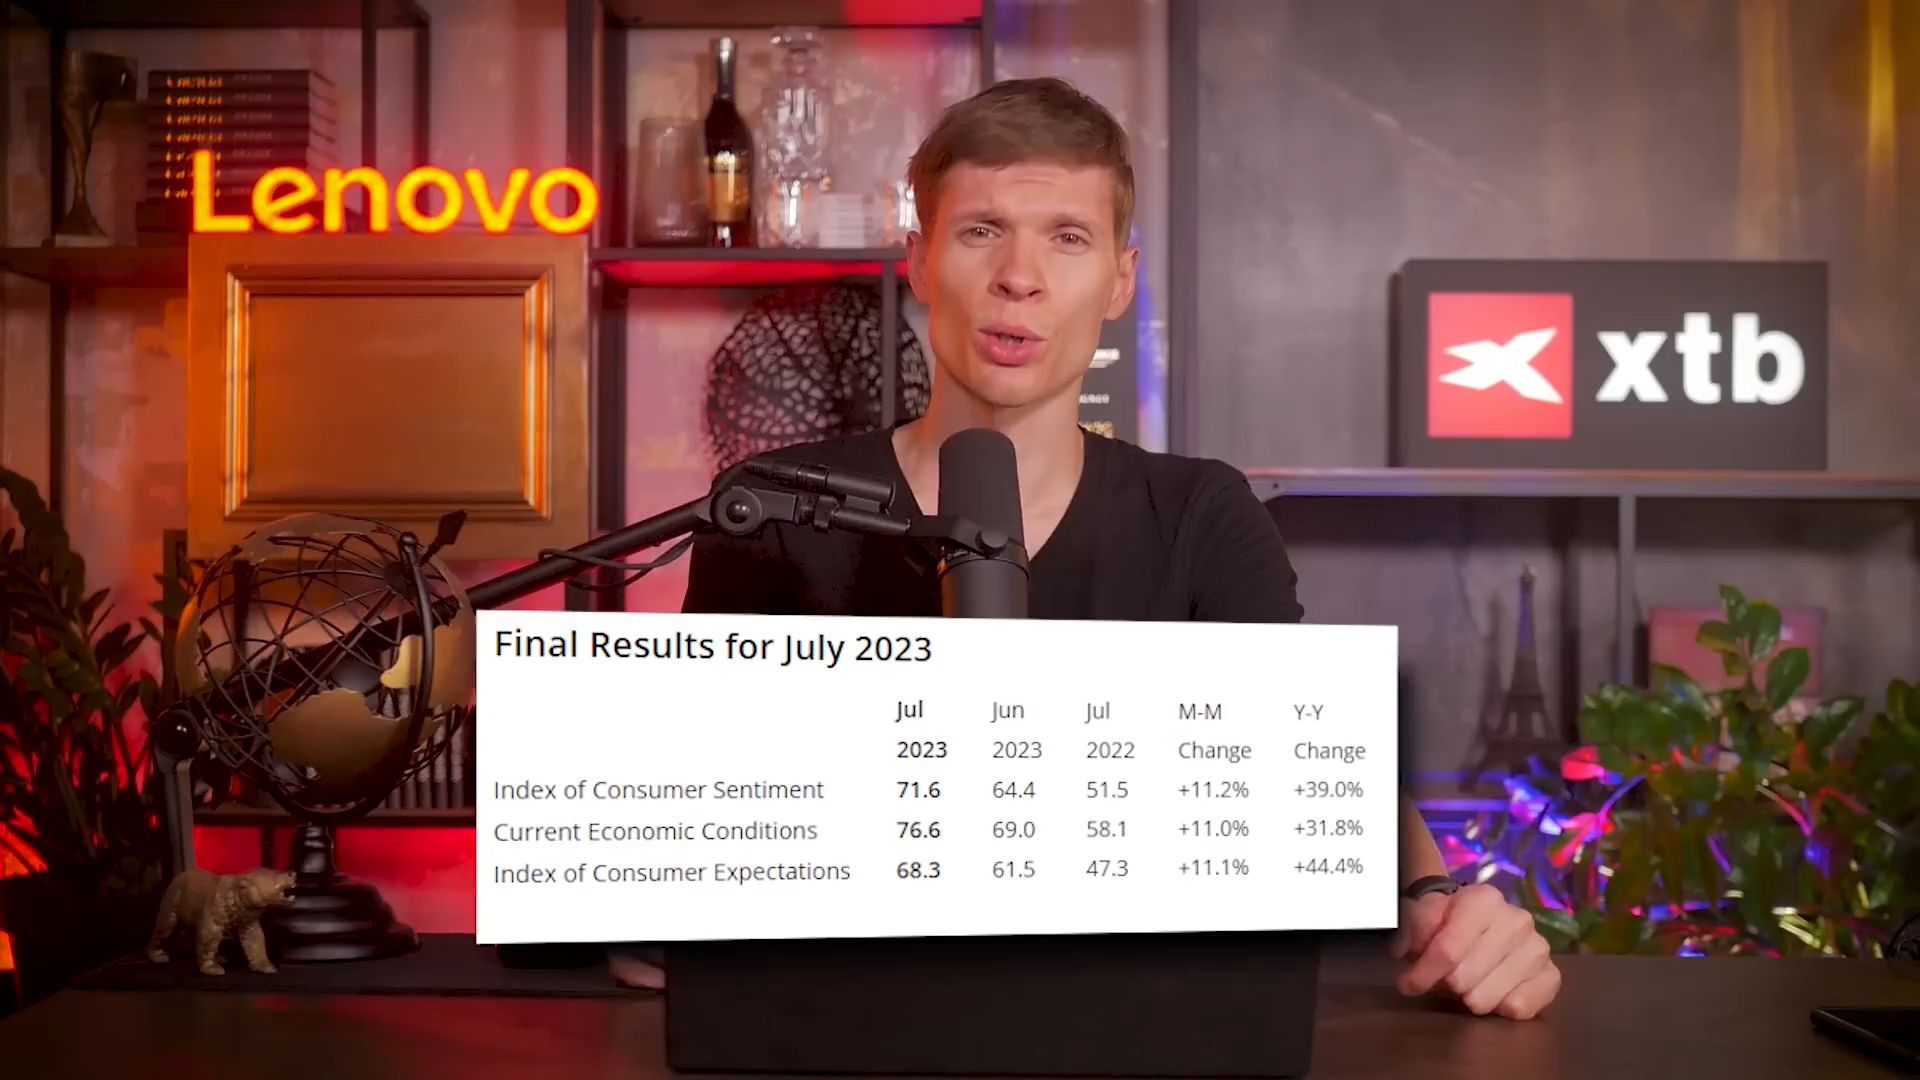 Lenovo
xtb
Final Results for July 2023
Jul Jun Jul M-M Y-Y
2023 2023 2022 Change Change
Index of Consumer Sentiment 71.6 64.4 51.5 +11.2% +39.0%
Current Economic Conditions 76.6 69.0 58.1 +11.0% +31.8%
Index of Consumer Expectations 68.3 61.5 47.3 +11.1% +44.4%